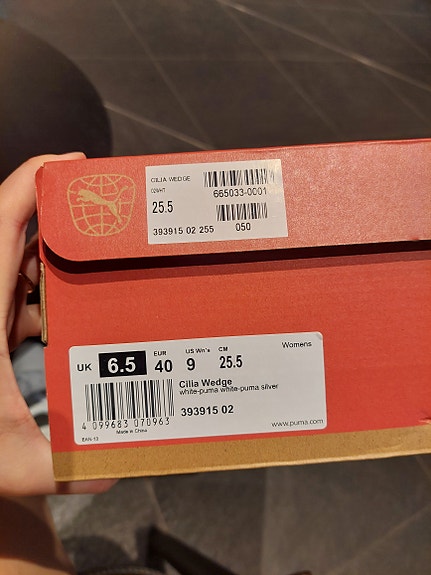 CILIA WEDGE
02WHT
25.5
665033-0001
393915 02 255
050
Womens
UK 6.5 EUR 40 US Wn's 9 CM 25.5
Cilia Wedge
white-puma white-puma silver
393915 02
4 099683 070963
Made in China
EAN-13
www.puma.com